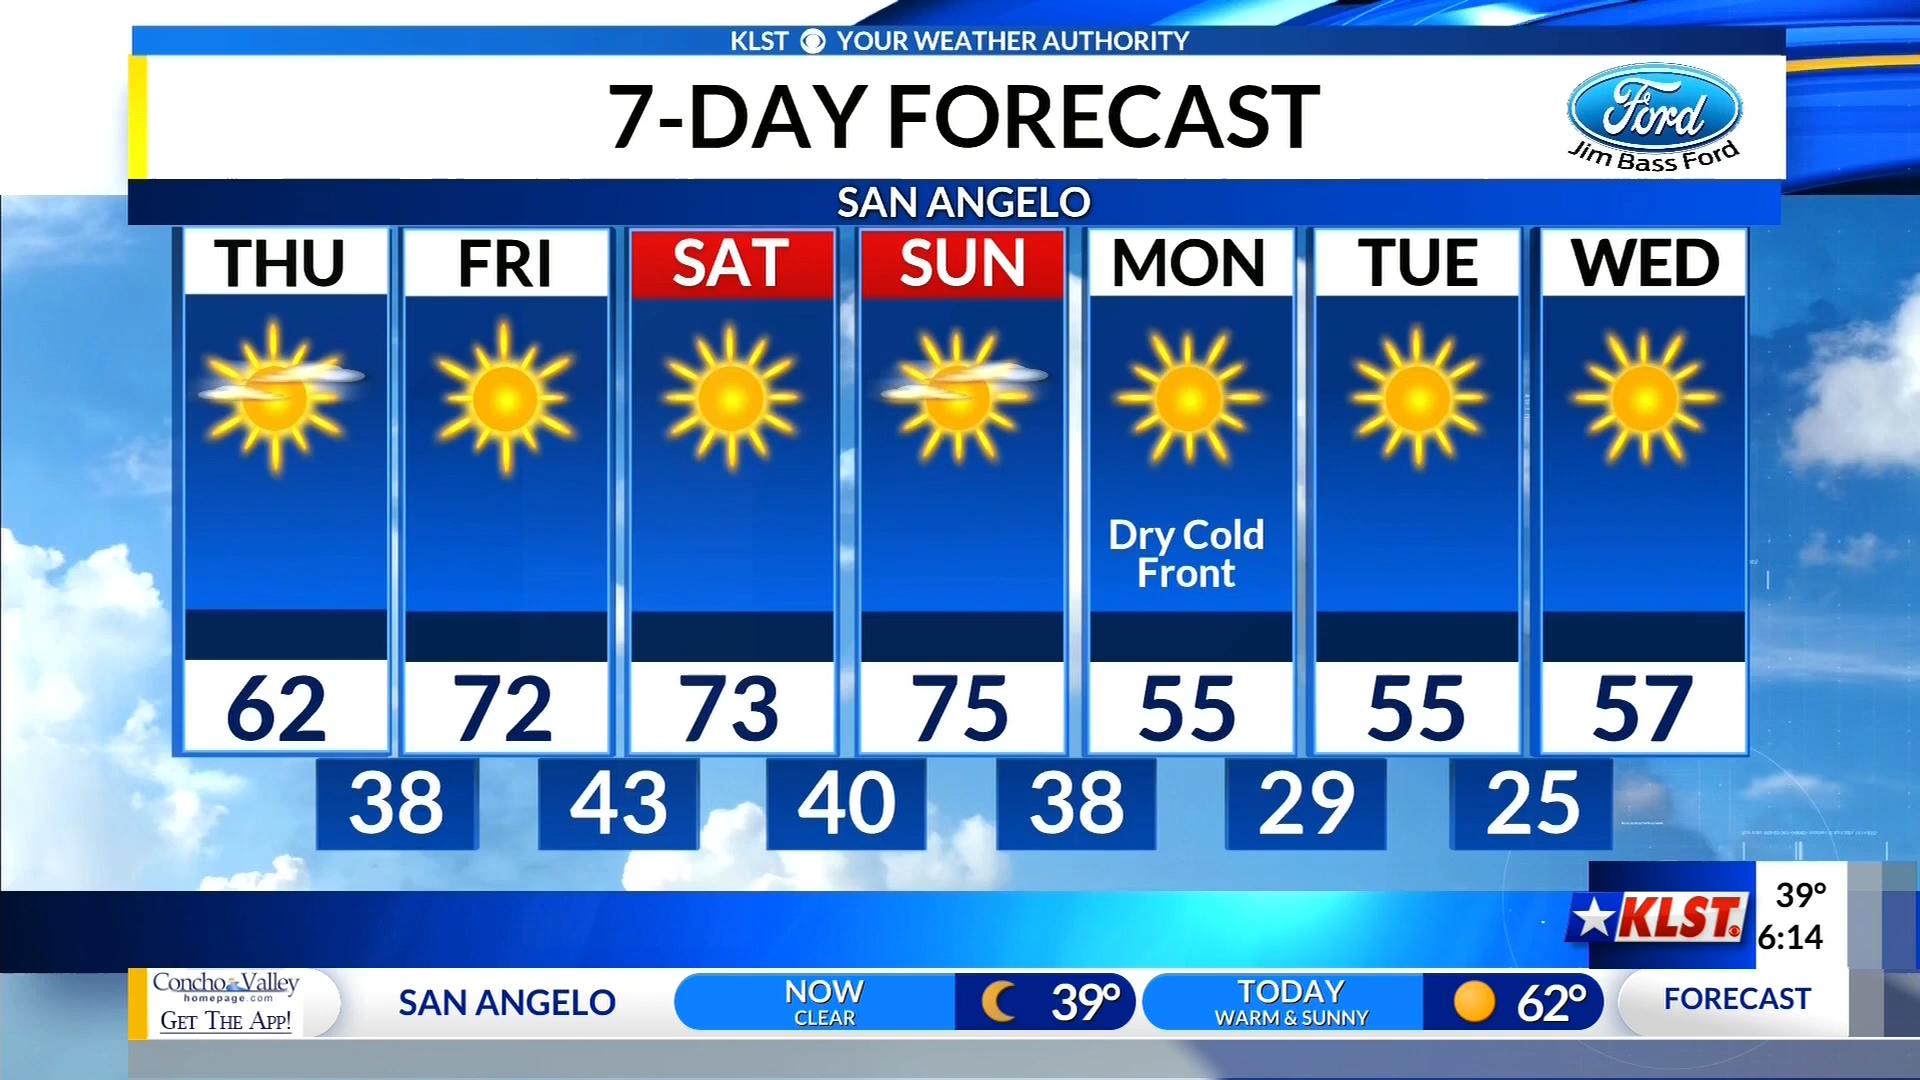 KLST YOUR WEATHER AUTHORITY
7-DAY FORECAST
Ford
Jim Bass Ford
SAN ANGELO
THU FRI SAT SUN MON TUE WED
Dry Cold
Front
62 72 73 75 55 55 57
38 43 40 38 29 25
KLST
39°
6:14
Concho Valley
homepage.com
GET THE APP!
SAN ANGELO
NOW
CLEAR
39°
TODAY
WARM & SUNNY
62°
FORECAST